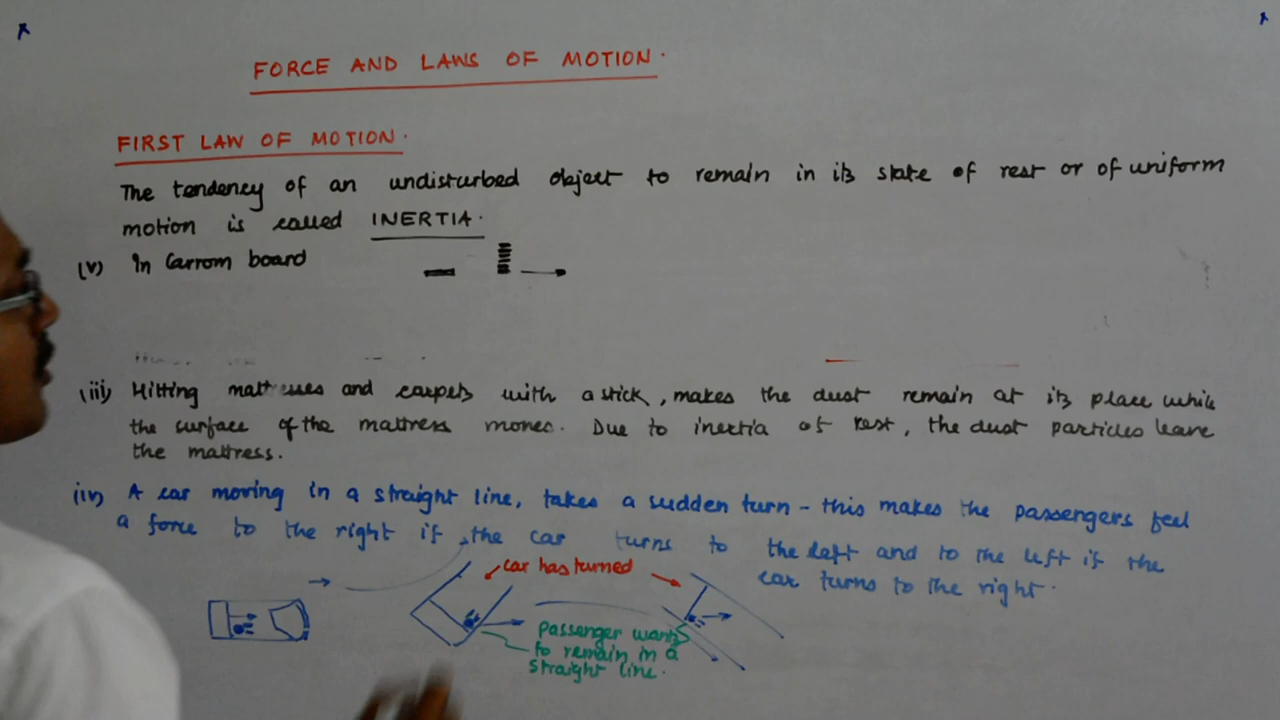 FORCE AND LAWS OF MOTION.
FIRST LAW OF MOTION.
The tendency of an undisturbed object to remain in its state of rest or of uniform
motion is called INERTIA.
(v) In Carrom board
(iii) Hitting mattresses and carpets with a stick, makes the dust remain at its place while
the surface of the mattress moves. Due to inertia of rest, the dust particles leave
the mattress.
(iv) A car moving in a straight line, takes a sudden turn - this makes the passengers feel
a force to the right if the car turns to the left and to the left if the
car turns to the right.
car has turned
Passenger wants
to remain in a
straight line.